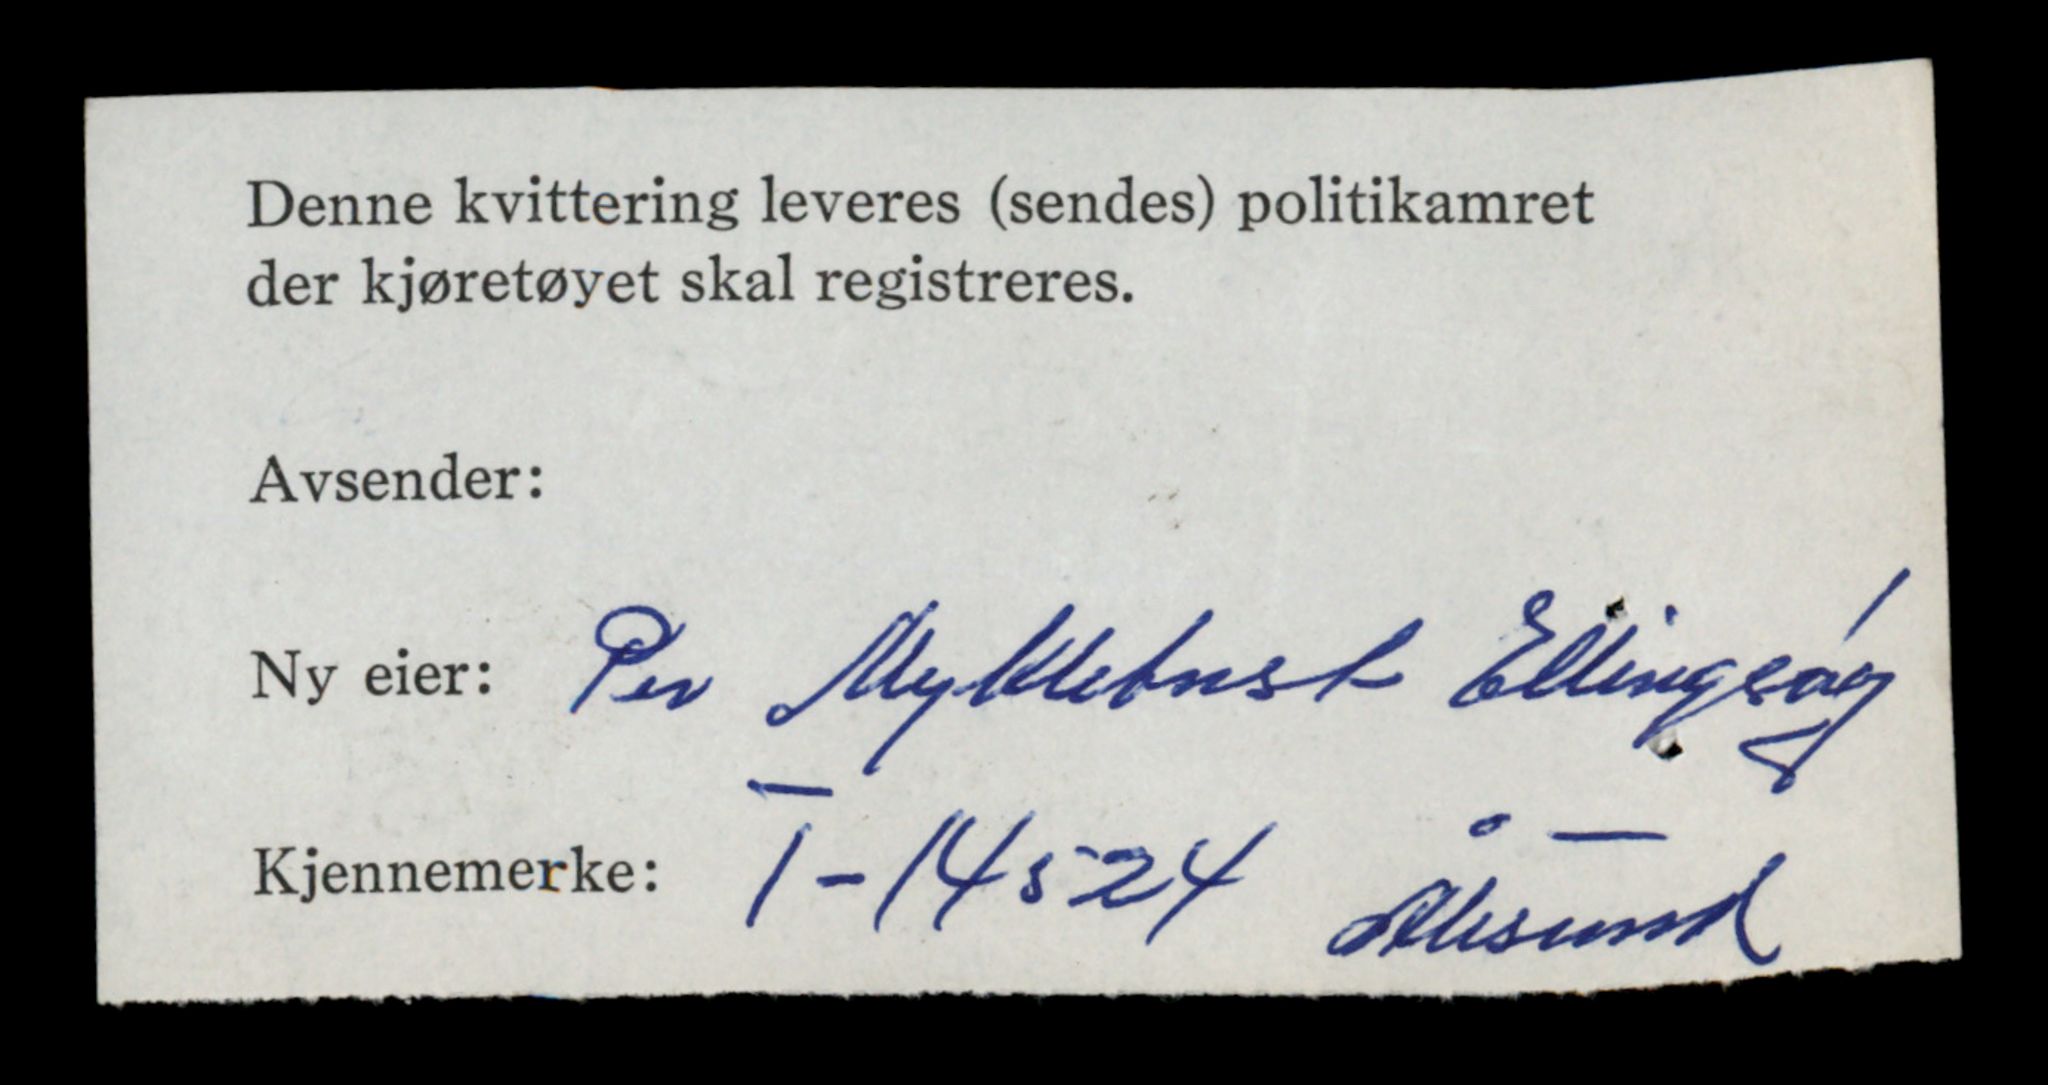 Denne kvittering leveres (sendes) politikamret
der kjøretøyet skal registreres.
Avsender:
Ny eier: Per Myklebust Ellingsøy
Kjennemerke: T-14524 Ålesund